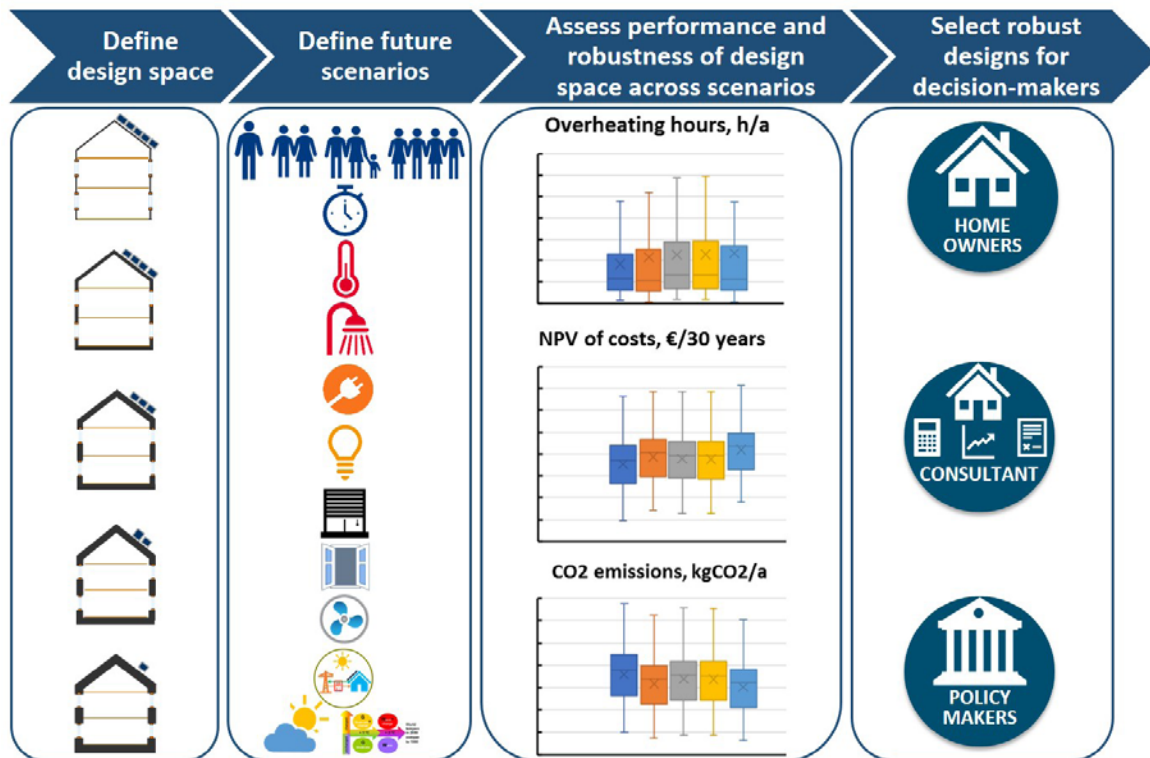 Define
design space
Define future
scenarios
Assess performance and
robustness of design
space across scenarios
Select robust
designs for
decision-makers
Overheating hours, h/a
NPV of costs, €/30 years
CO2 emissions, kgCO2/a
HOME
OWNERS
CONSULTANT
POLICY
MAKERS